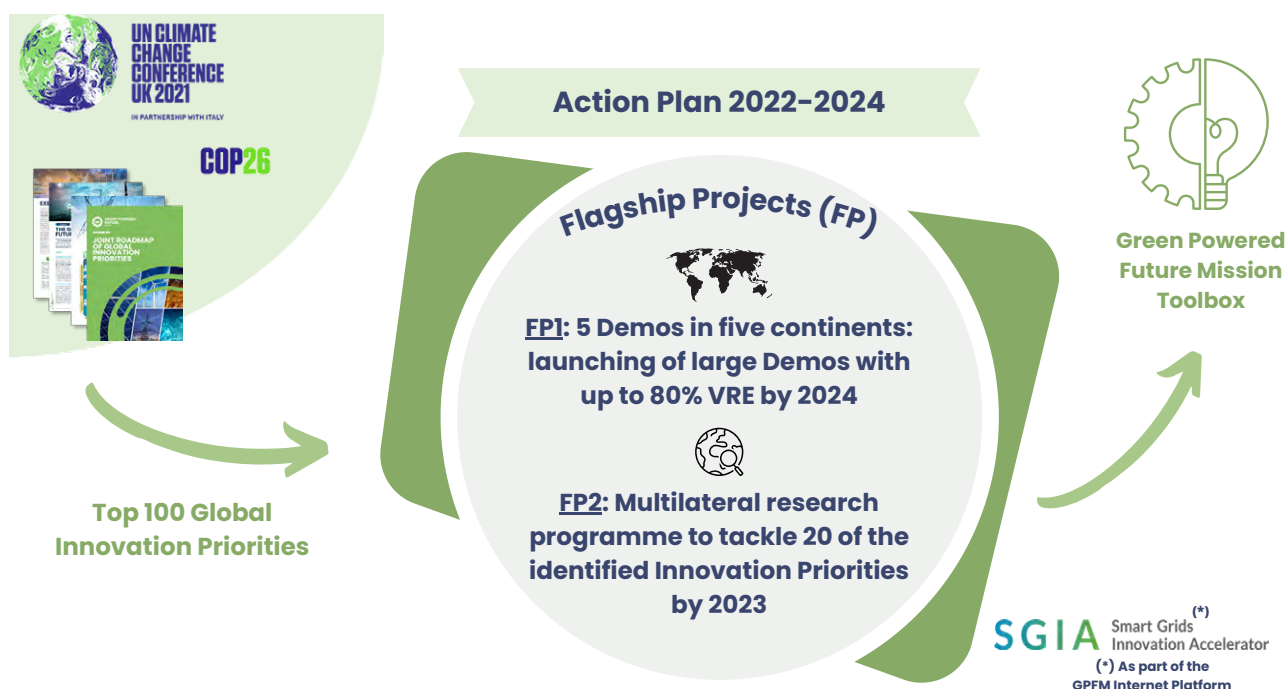 UN CLIMATE
CHANGE
CONFERENCE
UK 2021
IN PARTNERSHIP WITH ITALY
COP26
JOINT ROADMAP
OF GLOBAL
INNOVATION
PRIORITIES
Top 100 Global
Innovation Priorities
Action Plan 2022-2024
Flagship Projects (FP)
FP1: 5 Demos in five continents:
launching of large Demos with
up to 80% VRE by 2024
FP2: Multilateral research
programme to tackle 20 of the
identified Innovation Priorities
by 2023
Green Powered
Future Mission
Toolbox
(*)
SGIA Smart Grids
Innovation Accelerator
(*) As part of the
GPFM Internet Platform